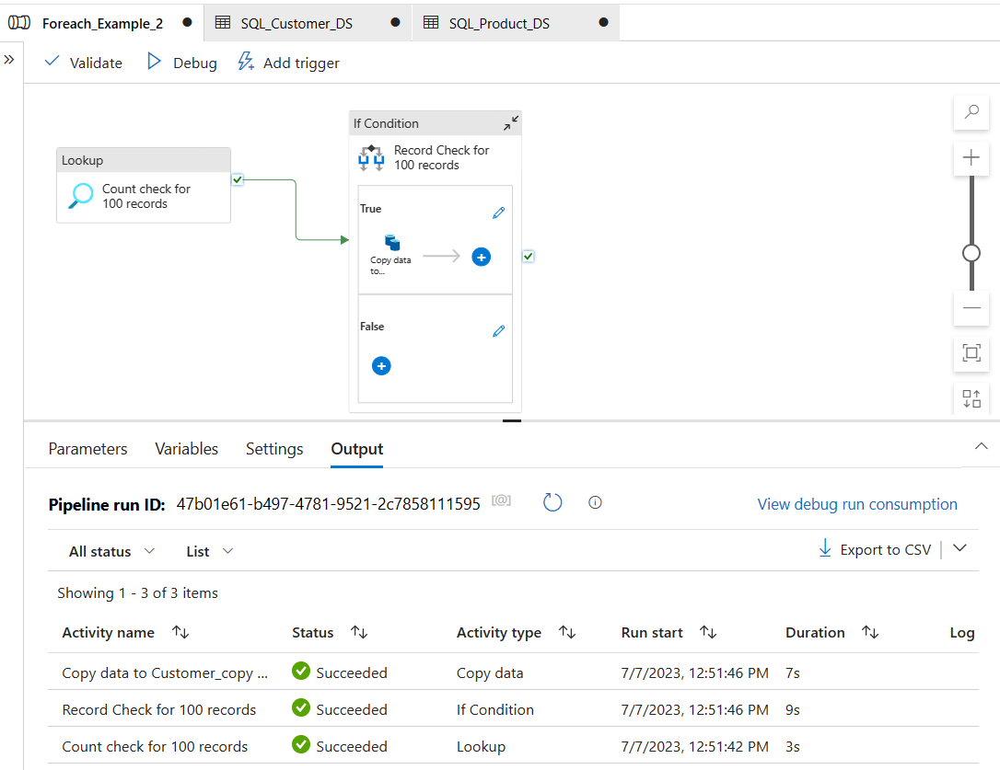 Foreach_Example_2 SQL_Customer_DS SQL_Product_DS
Validate Debug Add trigger
If Condition
Record Check for
100 records
Lookup
Count check for
100 records
True
Copy data
to...
False
Parameters Variables Settings Output
Pipeline run ID: 47b01e61-b497-4781-9521-2c7858111595 [@] View debug run consumption
All status List Export to CSV
Showing 1 - 3 of 3 items
Activity name Status Activity type Run start Duration Log
Copy data to Customer_copy ... Succeeded Copy data 7/7/2023, 12:51:46 PM 7s
Record Check for 100 records Succeeded If Condition 7/7/2023, 12:51:46 PM 9s
Count check for 100 records Succeeded Lookup 7/7/2023, 12:51:42 PM 3s